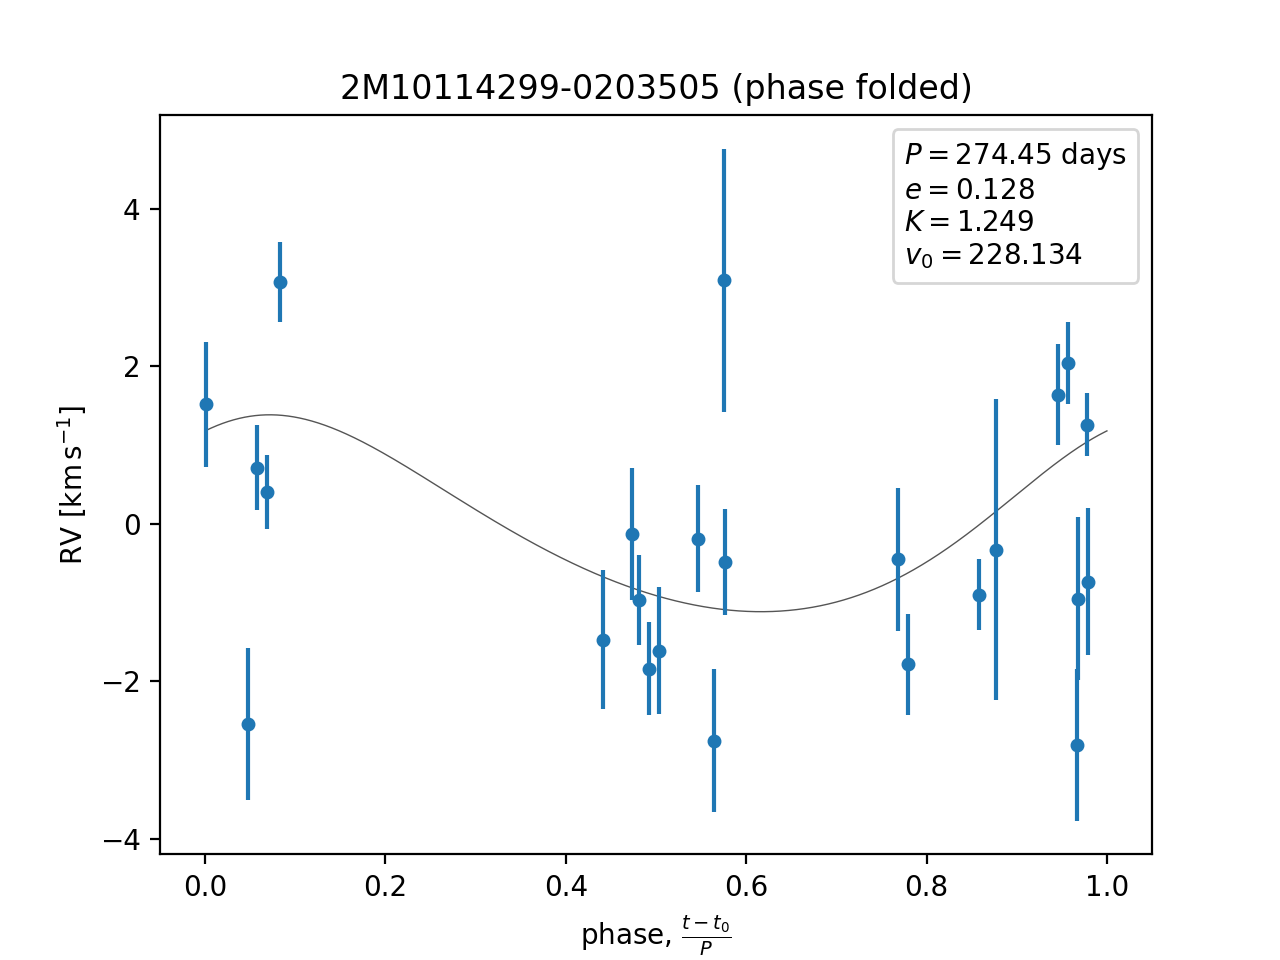 2M10114299-0203505 (phase folded)
P = 274.45 days
e = 0.128
K = 1.249
v₀ = 228.134
RV [km s⁻¹]
4
2
0
−2
−4
0.0 0.2 0.4 0.6 0.8 1.0
phase, (t − t₀)/P